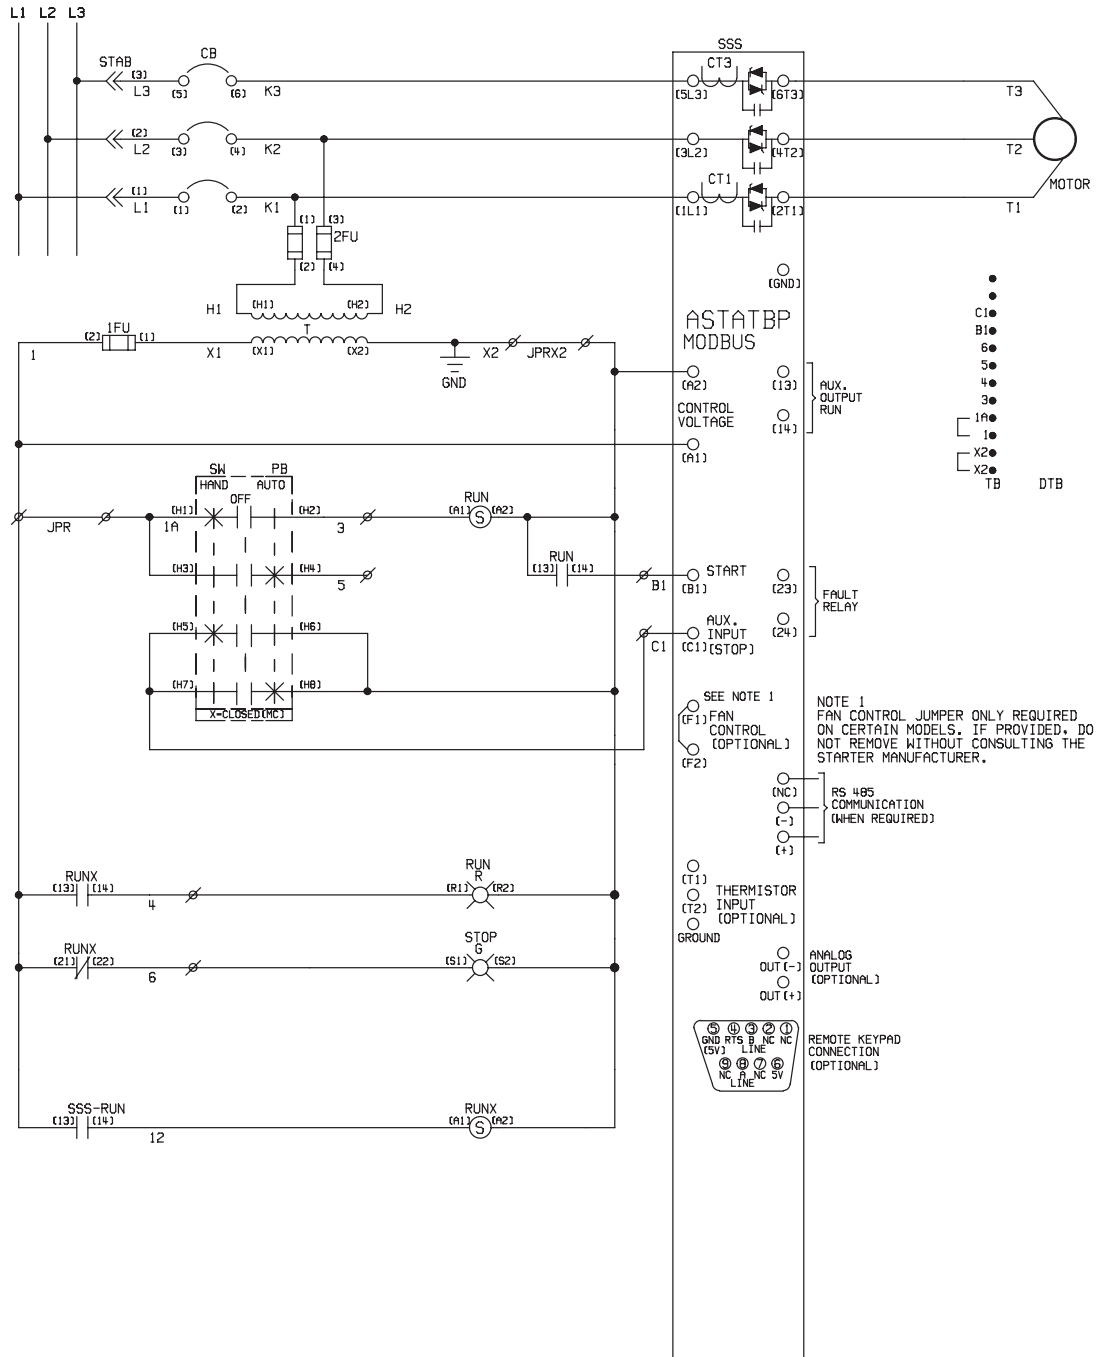 L1 L2 L3
SSS
STAB
CB
CT3
(3)
L3
(5)
(6)
K3
(5L3)
(6T3)
T3
(2)
L2
(3)
(4)
K2
(3L2)
(4T2)
T2
CT1
(1)
L1
(1)
(2)
K1
(1L1)
(2T1)
T1
MOTOR
(1)
(3)
2FU
(2)
(4)
(GND)
H1
(H1)
(H2)
H2
1FU
(2)
(1)
T
1
X1
(X1)
(X2)
X2
JPRX2
GND
ASTATBP
MODBUS
(A2)
(13)
AUX.
OUTPUT
RUN
CONTROL
VOLTAGE
(14)
(A1)
C1
B1
6
5
4
3
1A
1
X2
X2
TB
DTB
SW
PB
HAND
AUTO
OFF
RUN
(H1)
(H2)
(A1)
(A2)
JPR
1A
3
RUN
(H3)
(H4)
(13)
(14)
5
B1
START
(B1)
(23)
FAULT
RELAY
(H5)
(H6)
C1
AUX.
INPUT
(C1)
(STOP)
(24)
(H7)
(H8)
X=CLOSED(MC)
SEE NOTE 1
(F1)
FAN
CONTROL
(OPTIONAL)
(F2)
NOTE 1
FAN CONTROL JUMPER ONLY REQUIRED
ON CERTAIN MODELS. IF PROVIDED, DO
NOT REMOVE WITHOUT CONSULTING THE
STARTER MANUFACTURER.
(NC)
(-)
(+)
RS 485
COMMUNICATION
(WHEN REQUIRED)
RUNX
(13)
(14)
4
RUN
R
(R1)
(R2)
(T1)
(T2)
THERMISTOR
INPUT
(OPTIONAL)
GROUND
RUNX
(21)
(22)
6
STOP
G
(S1)
(S2)
OUT(-)
OUT(+)
ANALOG
OUTPUT
(OPTIONAL)
5 4 3 2 1
GND RTS B NC NC
(5V) LINE
9 8 7 6
NC A NC 5V
LINE
REMOTE KEYPAD
CONNECTION
(OPTIONAL)
SSS-RUN
(13)
(14)
12
RUNX
(A1)
S
(A2)
S